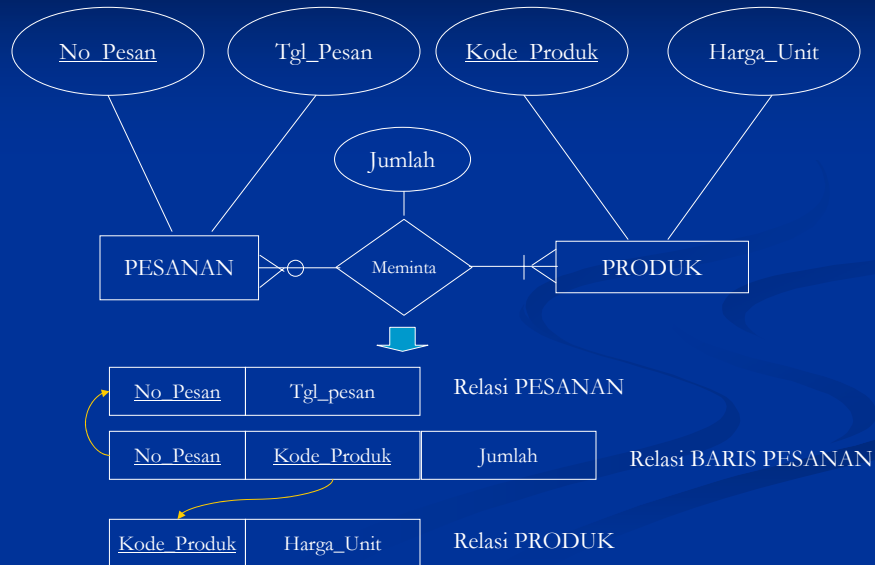 No_Pesan Tgl_Pesan Kode_Produk Harga_Unit
Jumlah
PESANAN Meminta PRODUK
No_Pesan Tgl_pesan Relasi PESANAN
No_Pesan Kode_Produk Jumlah Relasi BARIS PESANAN
Kode_Produk Harga_Unit Relasi PRODUK